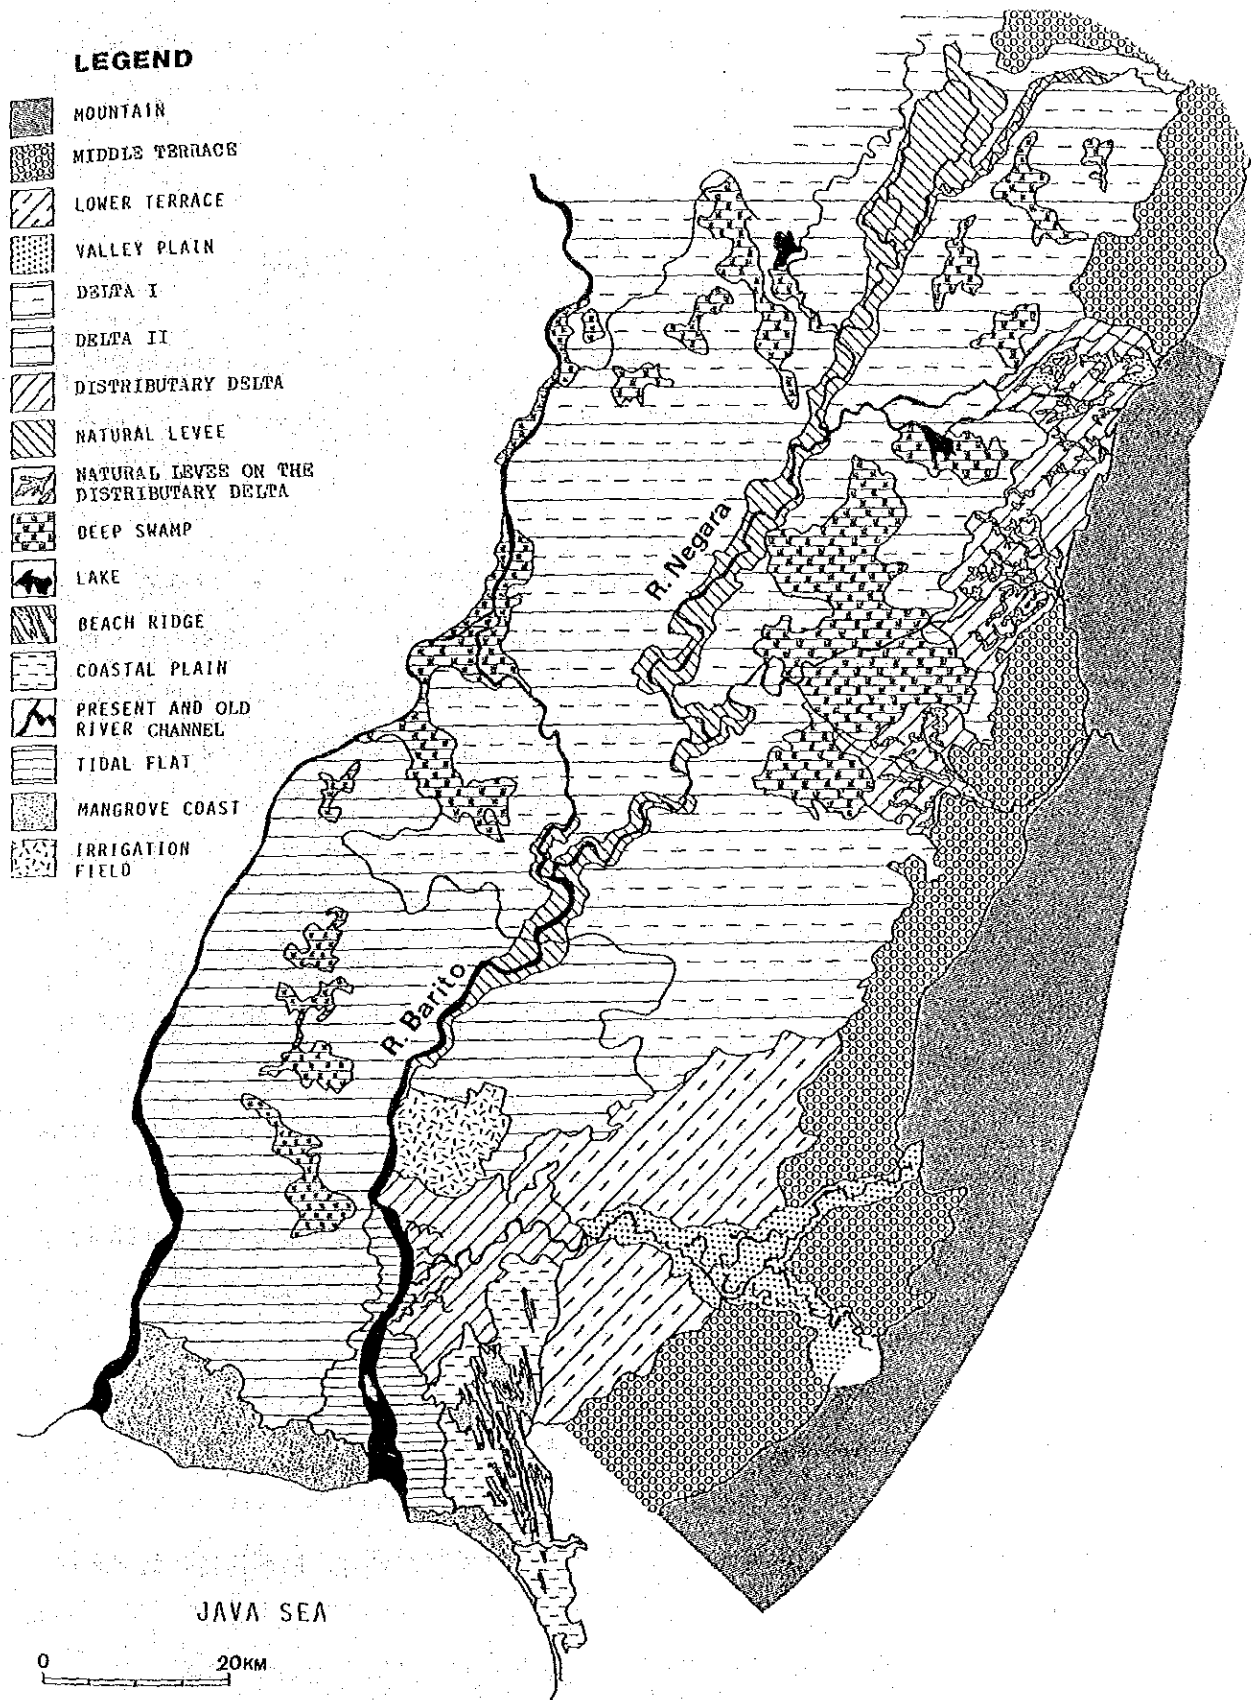 LEGEND
MOUNTAIN
MIDDLE TERRACE
LOWER TERRACE
VALLEY PLAIN
DELTA I
DELTA II
DISTRIBUTARY DELTA
NATURAL LEVEE
NATURAL LEVEE ON THE
DISTRIBUTARY DELTA
DEEP SWAMP
LAKE
BEACH RIDGE
COASTAL PLAIN
PRESENT AND OLD
RIVER CHANNEL
TIDAL FLAT
MANGROVE COAST
IRRIGATION
FIELD
R. Negara
R. Barito
JAVA SEA
0 20KM